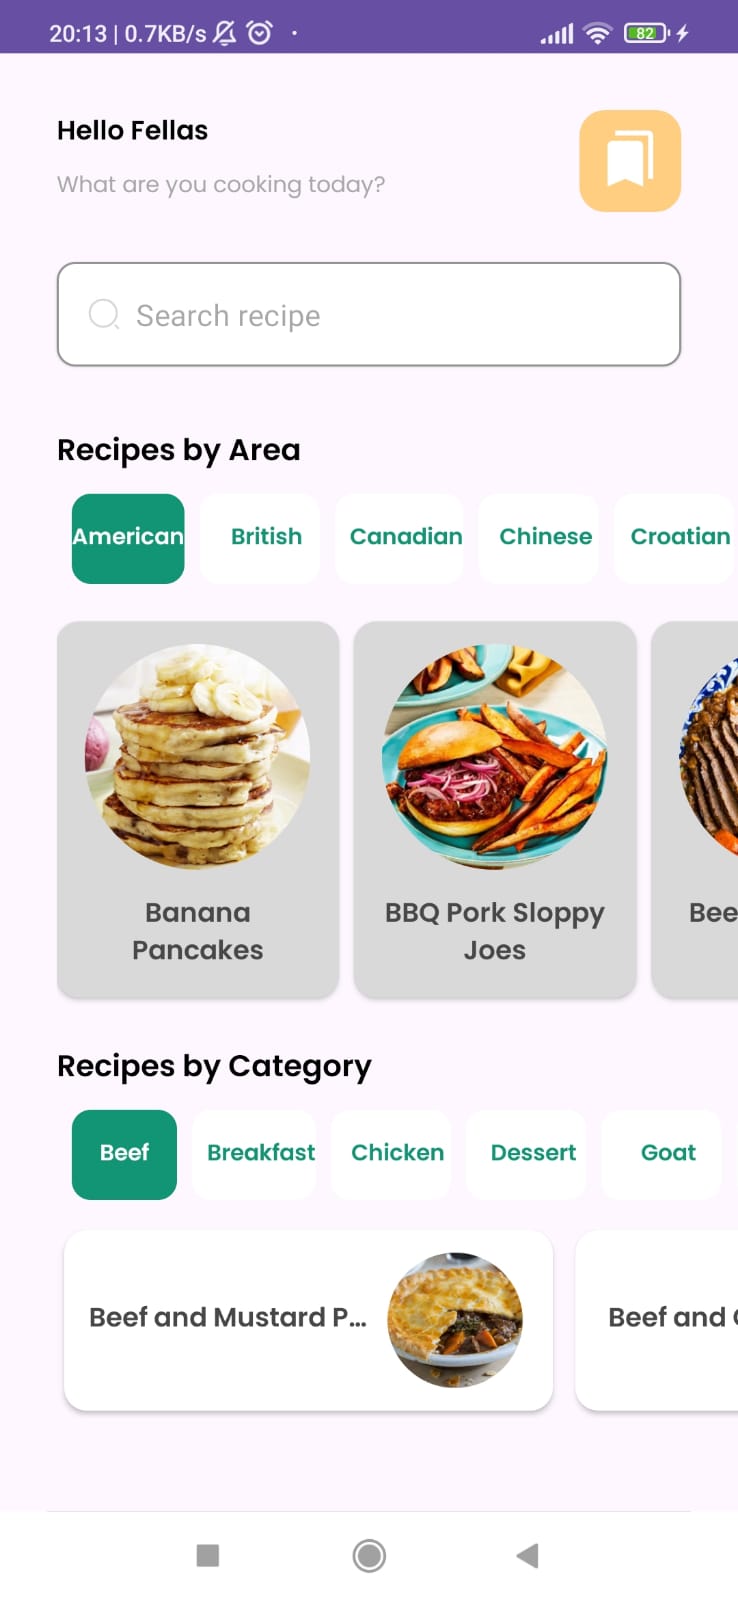 20:13 | 0.7KB/s
82
Hello Fellas
What are you cooking today?
Search recipe
Recipes by Area
American British Canadian Chinese Croatian
Banana
Pancakes
BBQ Pork Sloppy
Joes
Bee
Recipes by Category
Beef Breakfast Chicken Dessert Goat
Beef and Mustard P...
Beef and